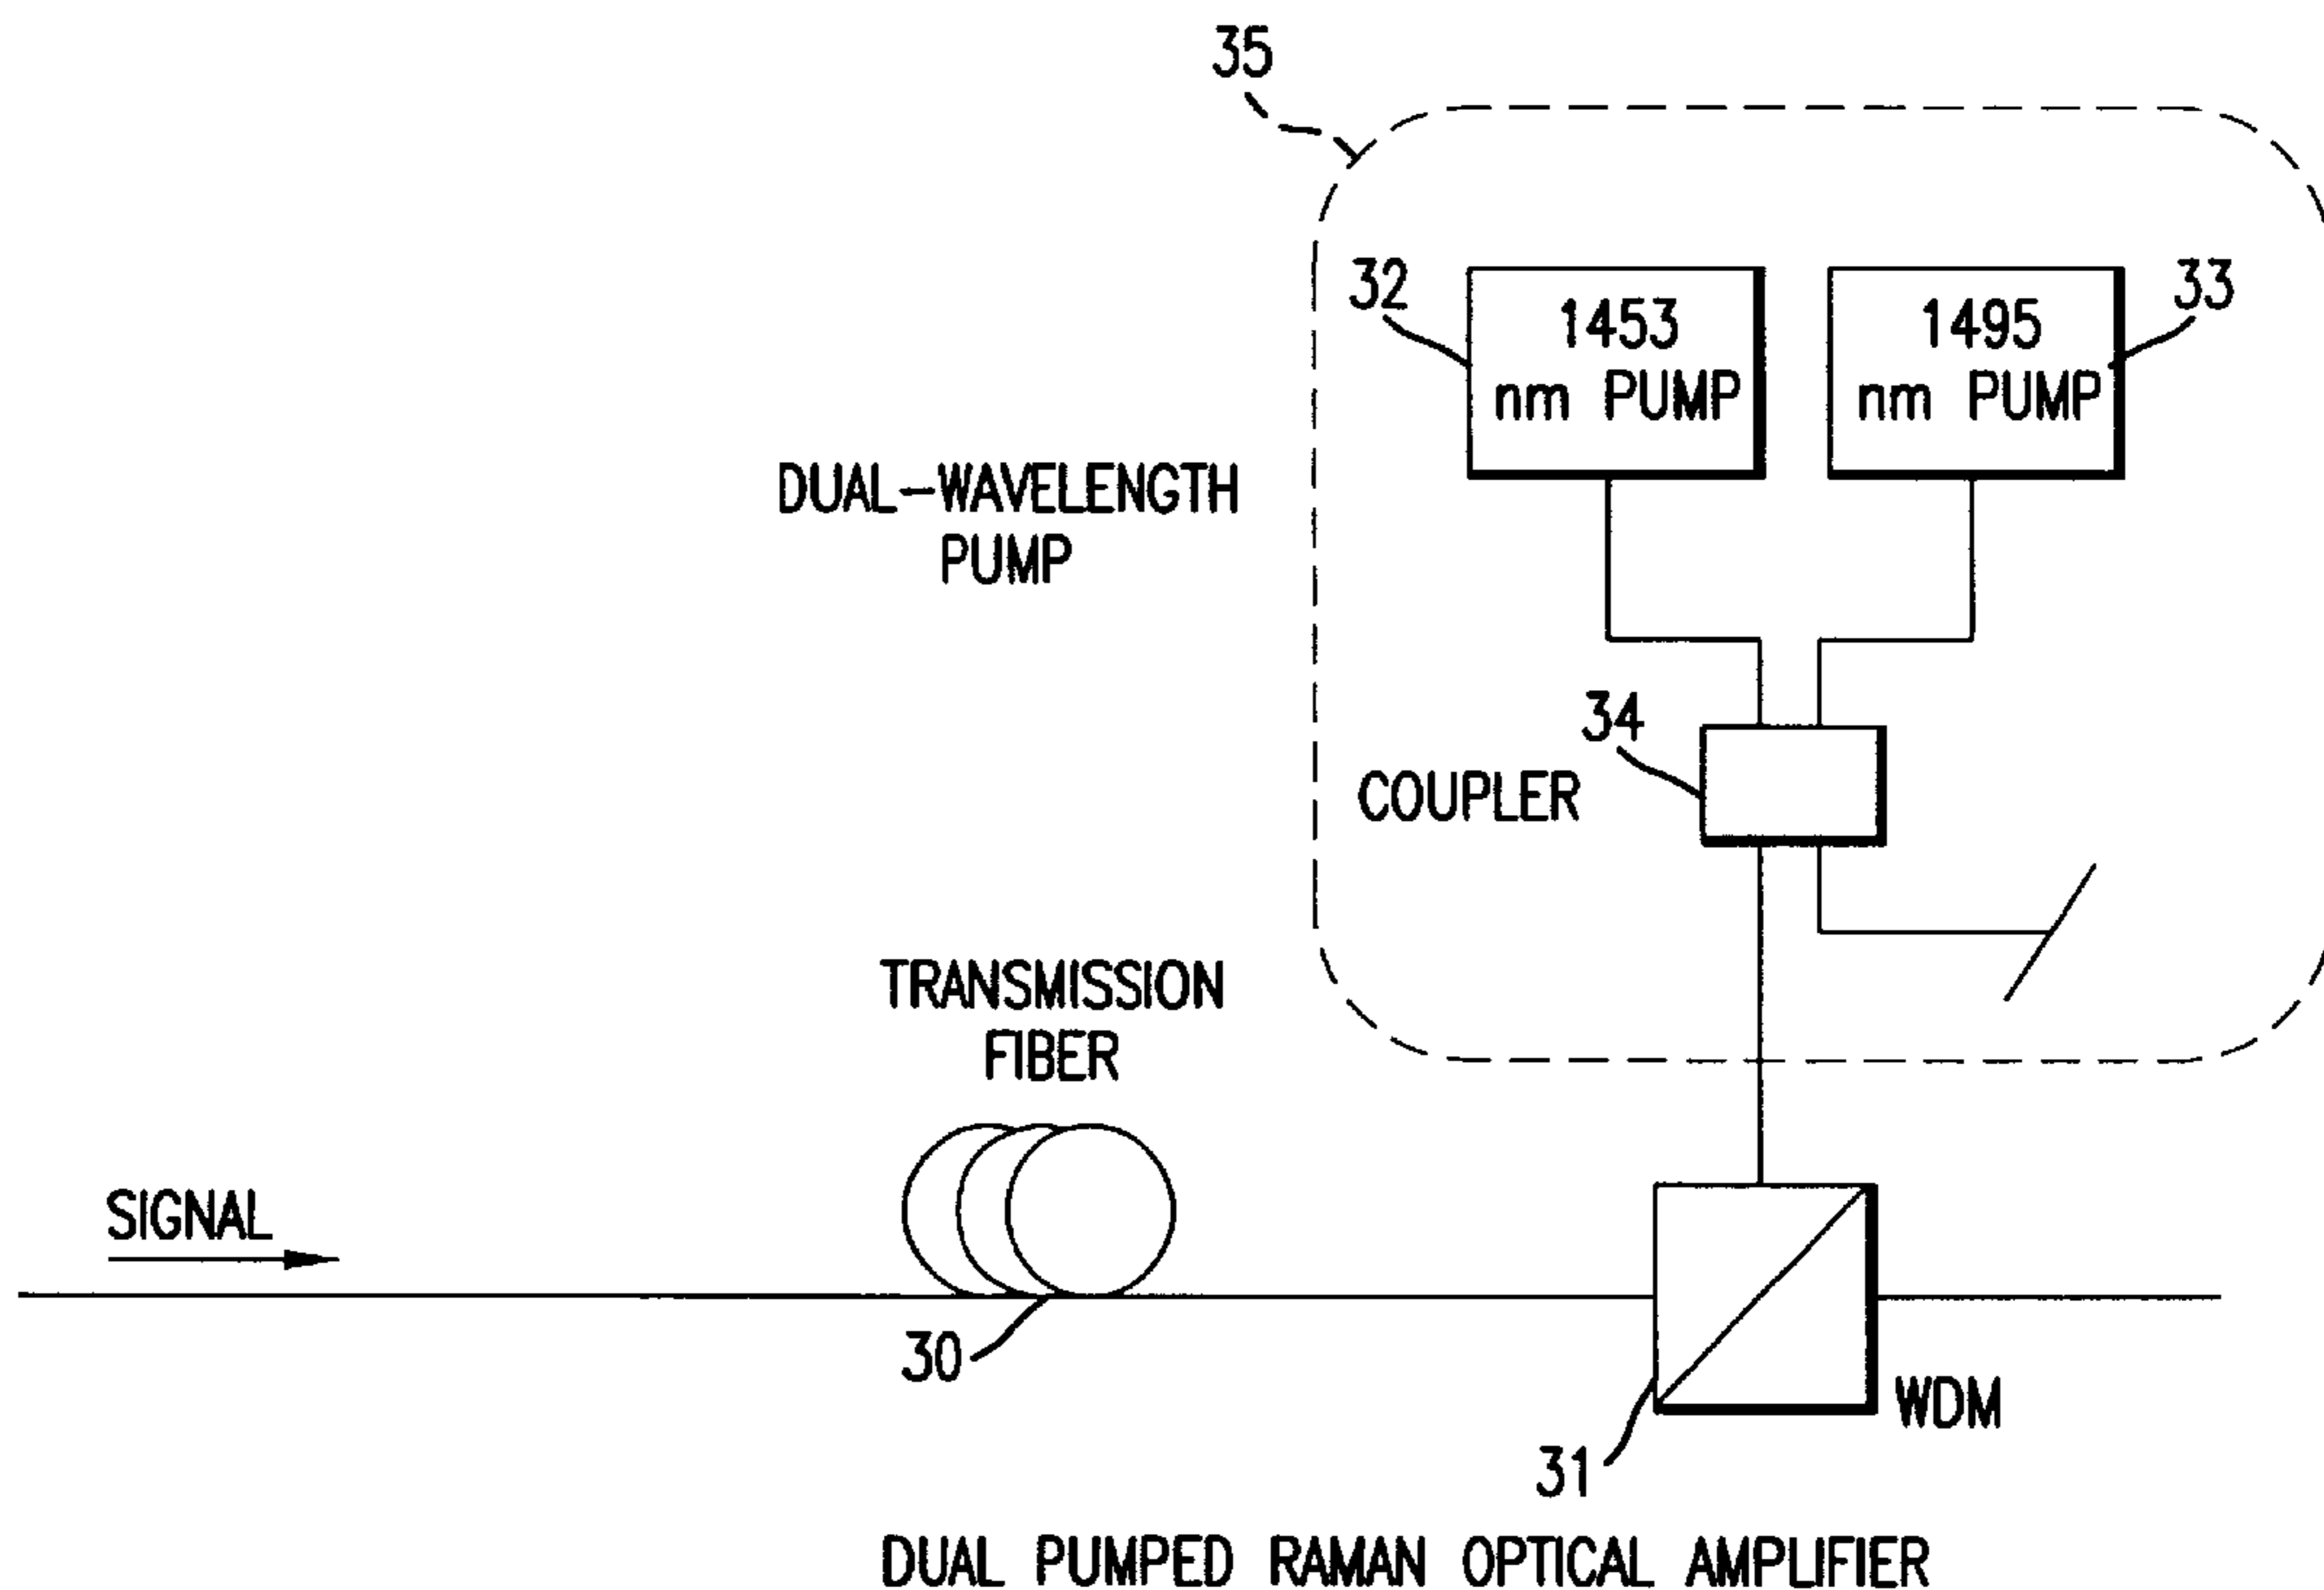 35
32
1453
nm PUMP
1495
nm PUMP
33
DUAL-WAVELENGTH
PUMP
34
COUPLER
TRANSMISSION
FIBER
SIGNAL
30
WDM
31
DUAL PUMPED RAMAN OPTICAL AMPLIFIER